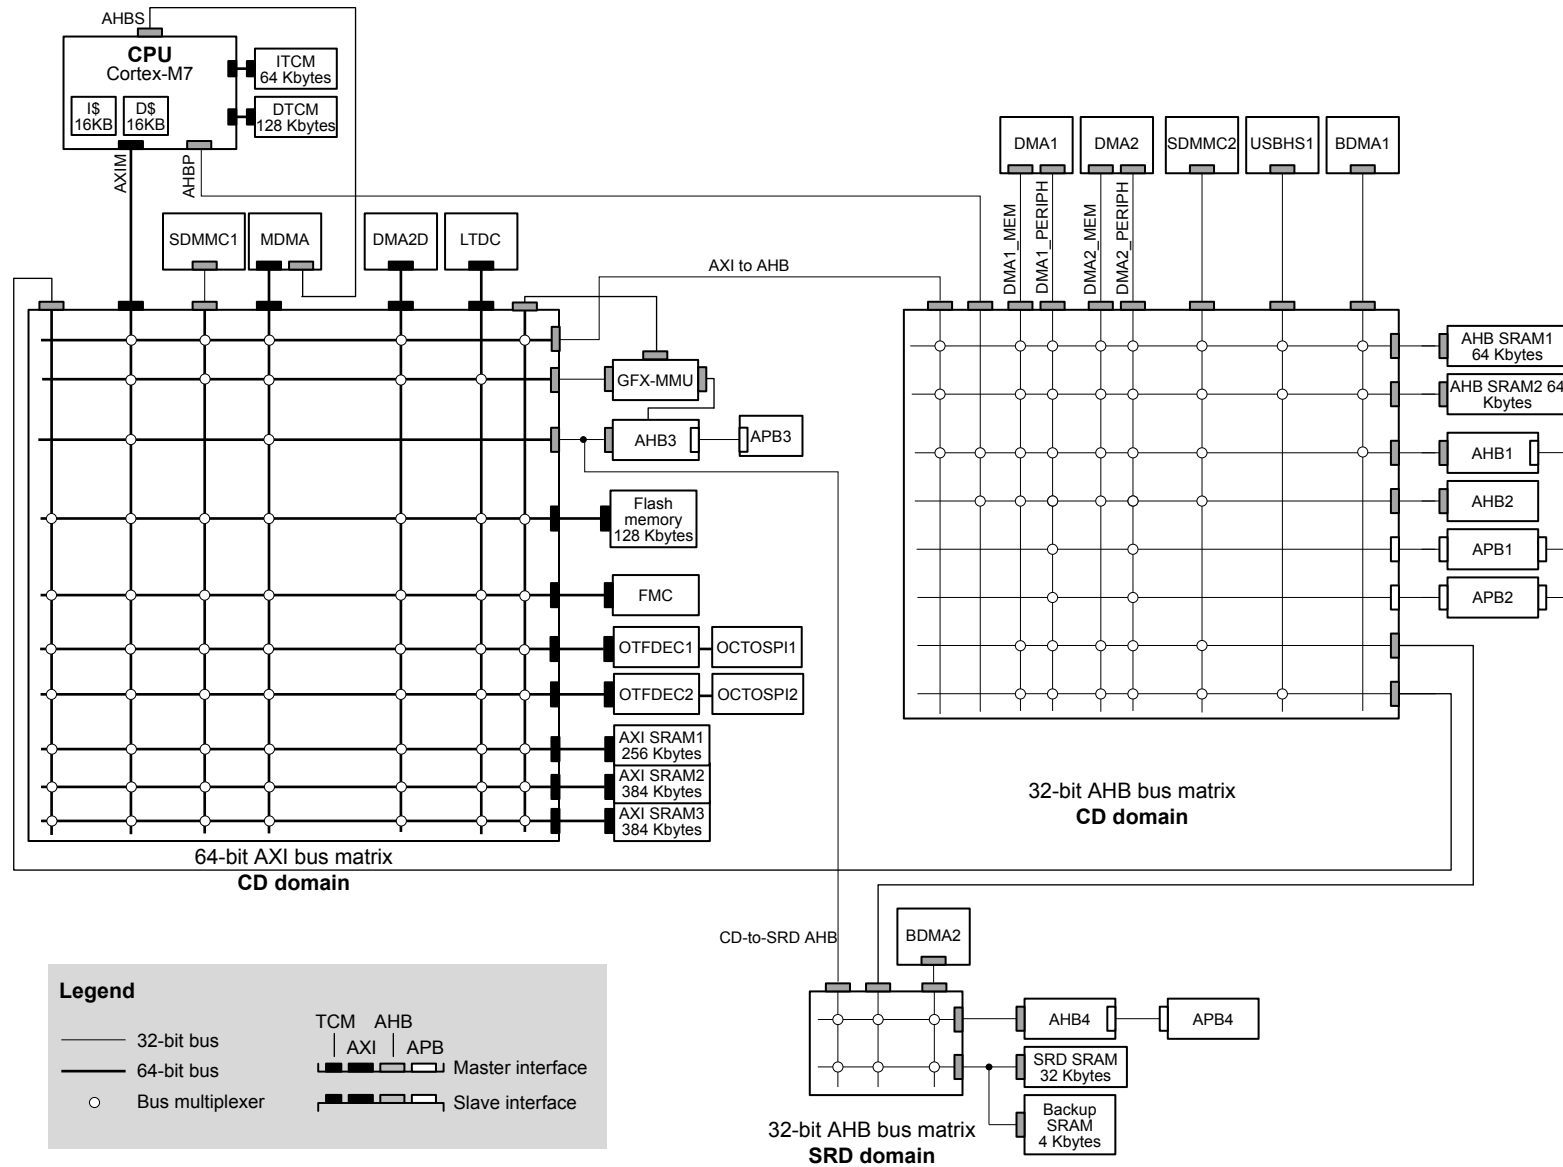 AHBS
CPU
Cortex-M7
I$
16KB
D$
16KB
ITCM
64 Kbytes
DTCM
128 Kbytes
AXIM
AHBP
SDMMC1
MDMA
DMA2D
LTDC
AXI to AHB
DMA1
DMA2
SDMMC2
USBHS1
BDMA1
DMA1_MEM
DMA1_PERIPH
DMA2_MEM
DMA2_PERIPH
GFX-MMU
AHB3
APB3
Flash
memory
128 Kbytes
FMC
OTFDEC1
OCTOSPI1
OTFDEC2
OCTOSPI2
AXI SRAM1
256 Kbytes
AXI SRAM2
384 Kbytes
AXI SRAM3
384 Kbytes
64-bit AXI bus matrix
CD domain
AHB SRAM1
64 Kbytes
AHB SRAM2 64
Kbytes
AHB1
AHB2
APB1
APB2
32-bit AHB bus matrix
CD domain
CD-to-SRD AHB
BDMA2
AHB4
APB4
SRD SRAM
32 Kbytes
Backup
SRAM
4 Kbytes
32-bit AHB bus matrix
SRD domain
Legend
32-bit bus
64-bit bus
Bus multiplexer
TCM
AHB
AXI
APB
Master interface
Slave interface